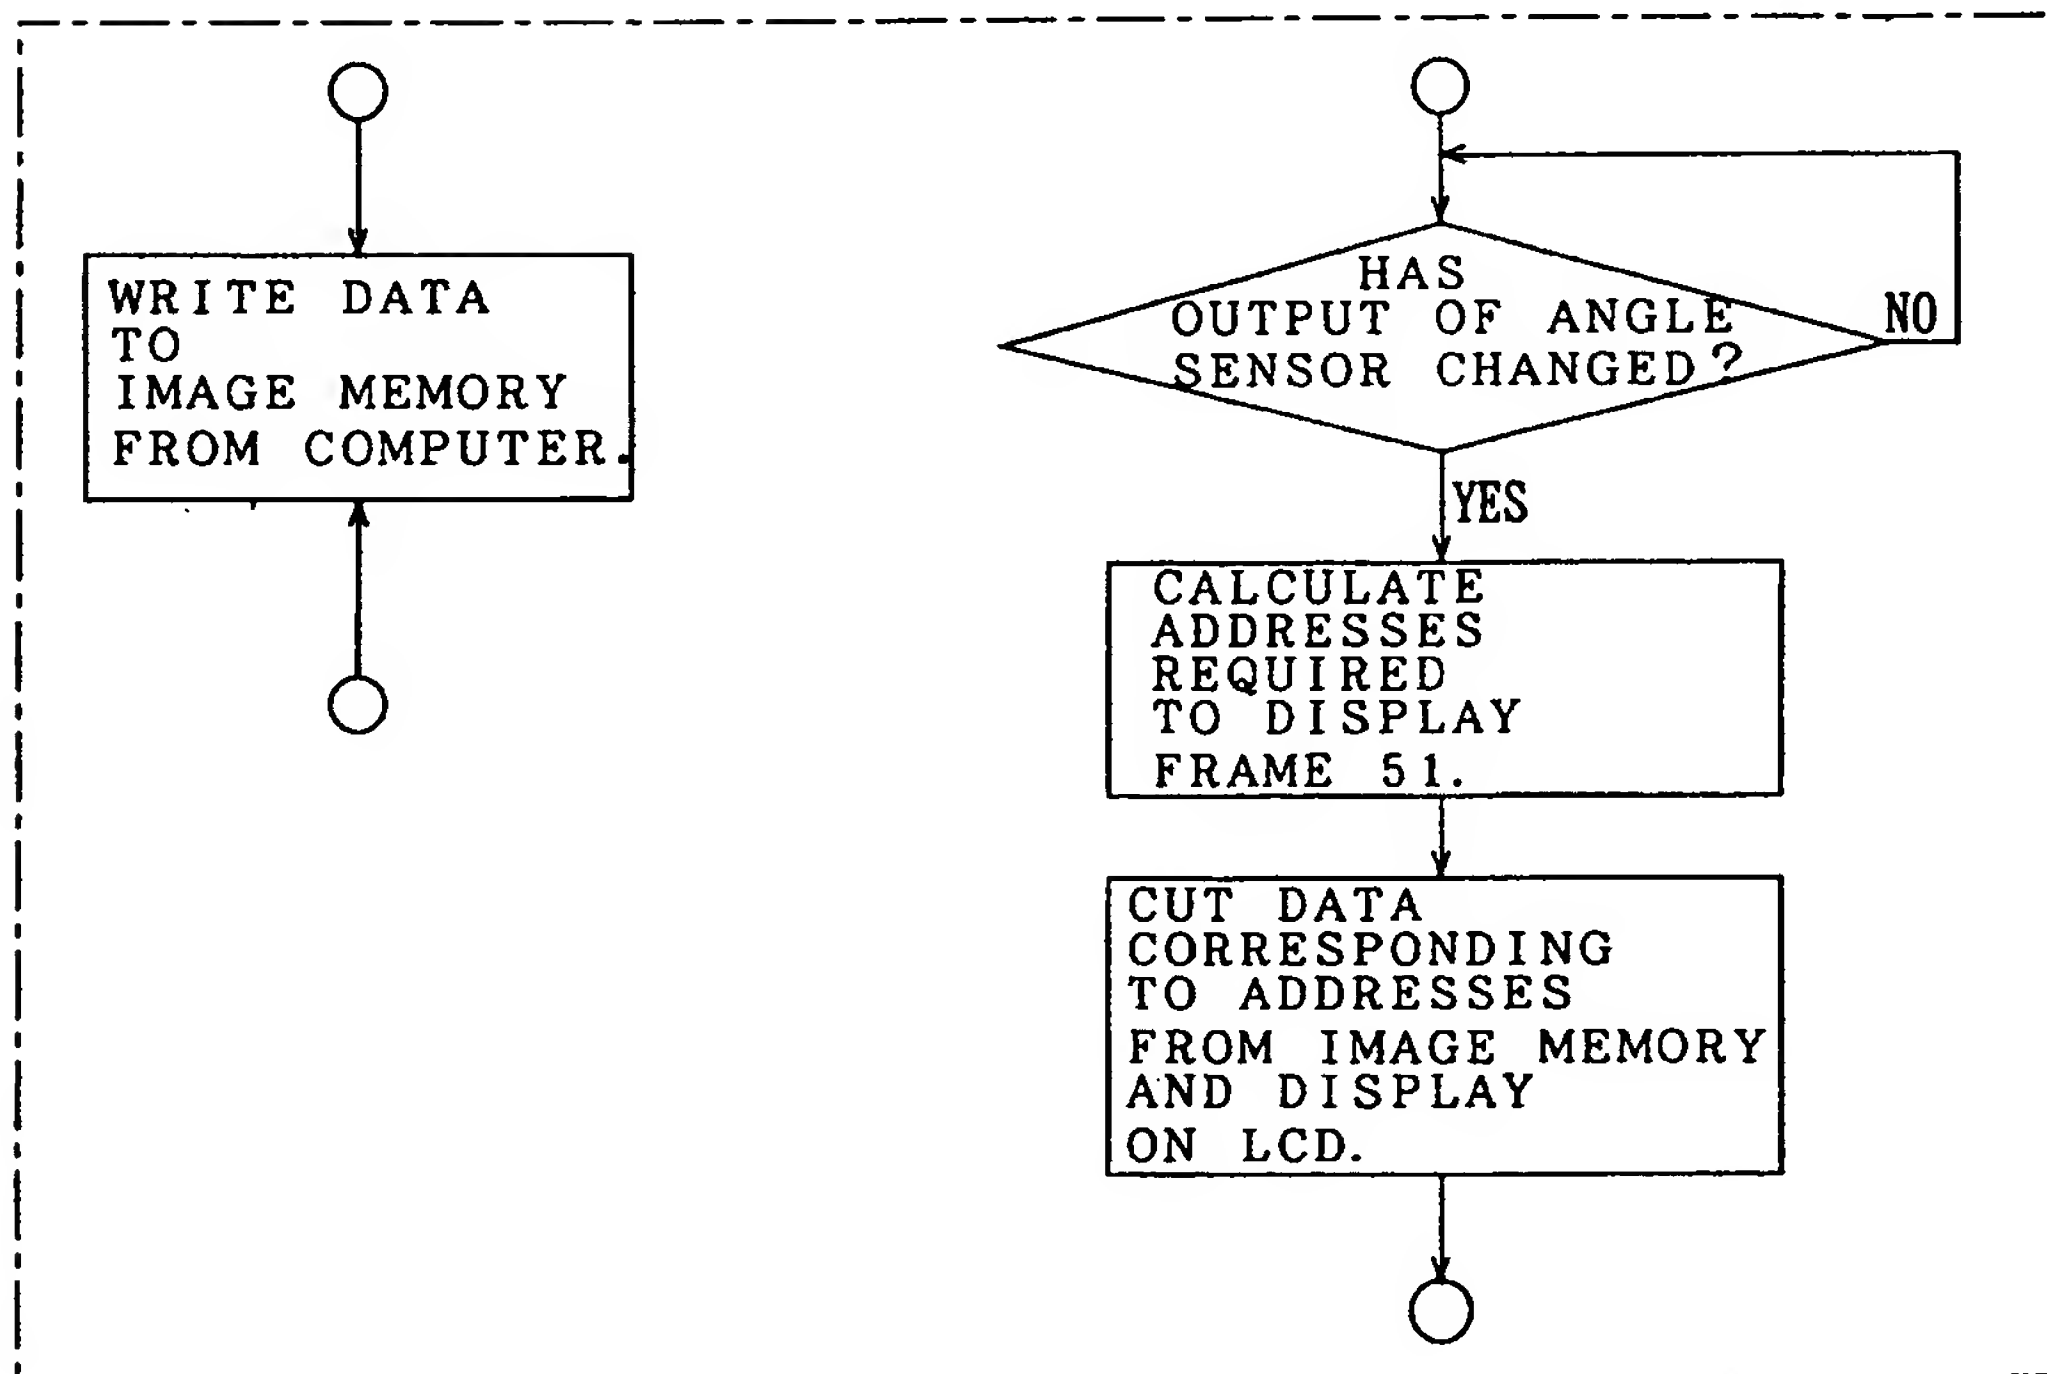 WRITE DATA
TO
IMAGE MEMORY
FROM COMPUTER.
HAS
OUTPUT OF ANGLE
SENSOR CHANGED?
NO
YES
CALCULATE
ADDRESSES
REQUIRED
TO DISPLAY
FRAME 51.
CUT DATA
CORRESPONDING
TO ADDRESSES
FROM IMAGE MEMORY
AND DISPLAY
ON LCD.